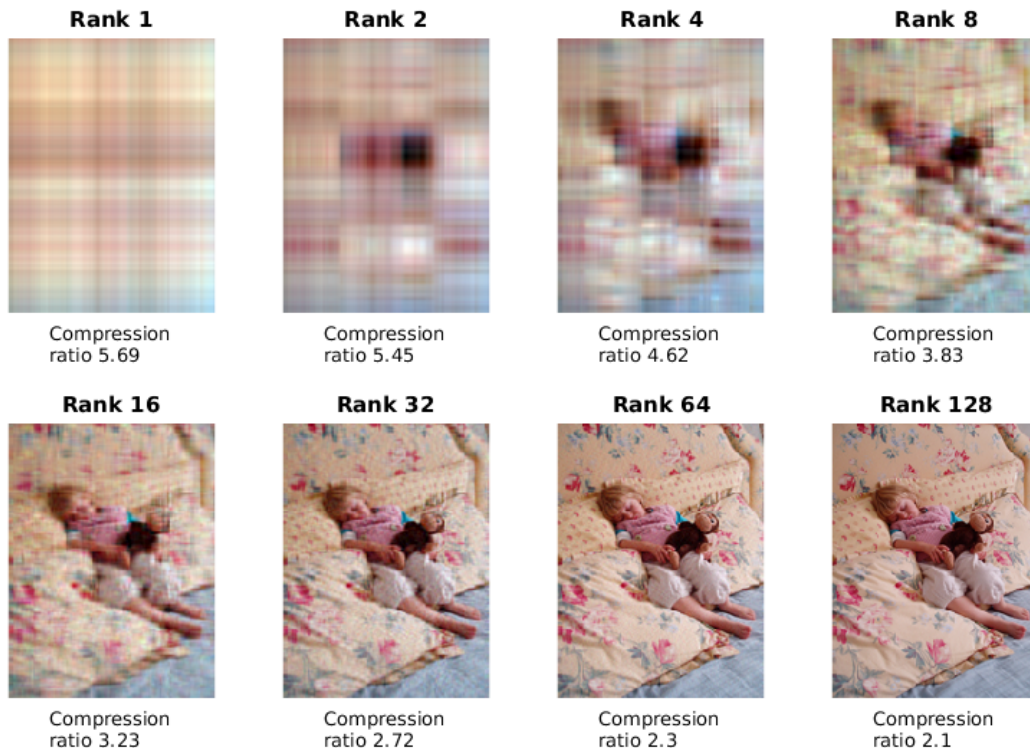 Rank 1
Rank 2
Rank 4
Rank 8
Compression
ratio 5.69
Compression
ratio 5.45
Compression
ratio 4.62
Compression
ratio 3.83
Rank 16
Rank 32
Rank 64
Rank 128
Compression
ratio 3.23
Compression
ratio 2.72
Compression
ratio 2.3
Compression
ratio 2.1